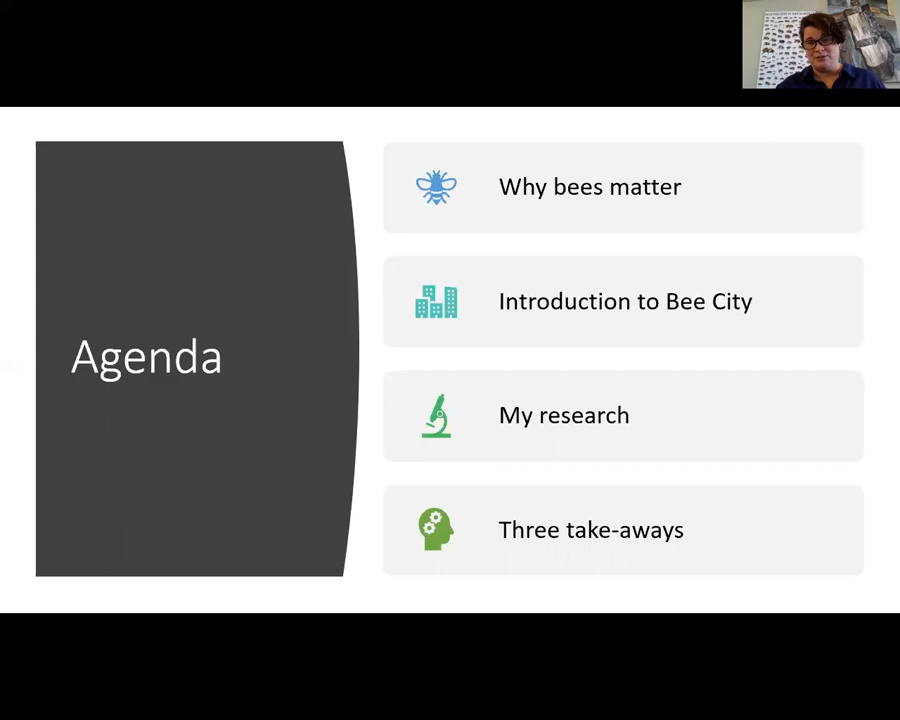 Agenda
Why bees matter
Introduction to Bee City
My research
Three take-aways